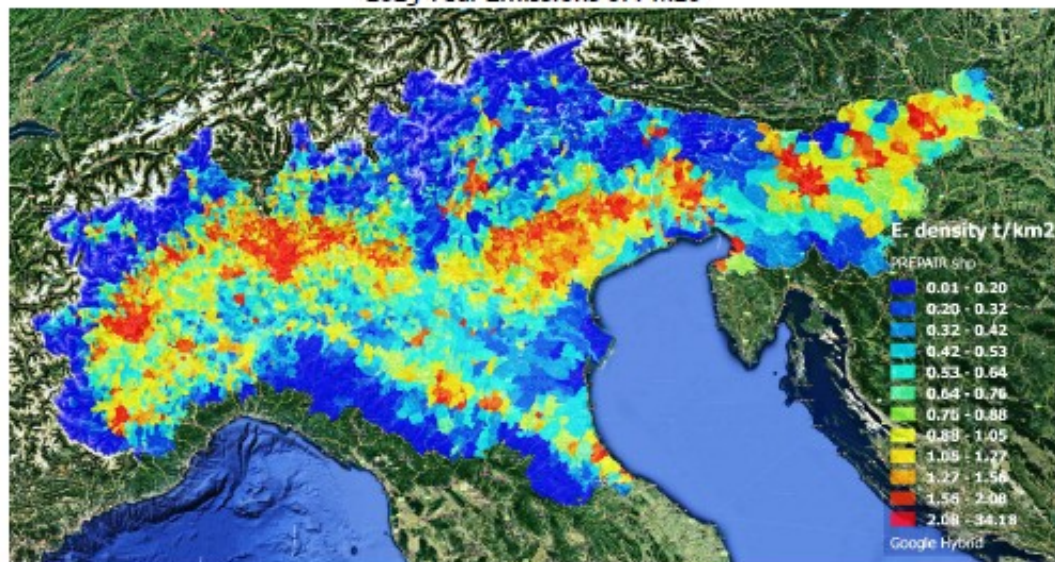 E. density t/km2
PREPAIR shp
0.01 - 0.20
0.20 - 0.32
0.32 - 0.42
0.42 - 0.53
0.53 - 0.64
0.64 - 0.76
0.76 - 0.88
0.88 - 1.05
1.05 - 1.27
1.27 - 1.56
1.56 - 2.08
2.08 - 34.18
Google Hybrid